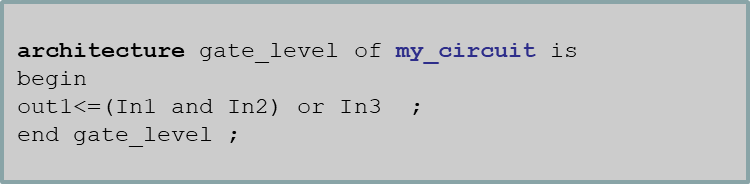 architecture gate_level of my_circuit is
begin
out1<=(In1 and In2) or In3  ;
end gate_level ;